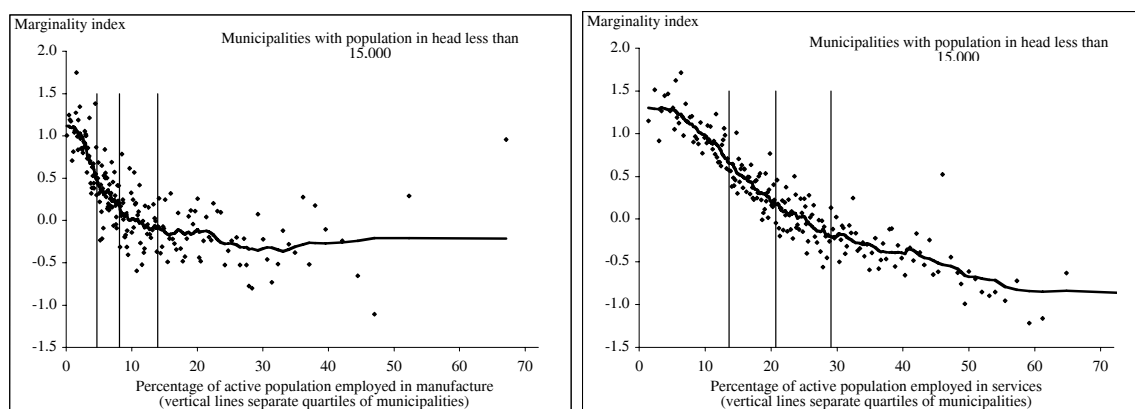 Marginality index
Municipalities with population in head less than
15.000
2.0
1.5
1.0
0.5
0.0
-0.5
-1.0
-1.5
0 10 20 30 40 50 60 70
Percentage of active population employed in manufacture
(vertical lines separate quartiles of municipalities)
Marginality index
Municipalities with population in head less than
15.000
2.0
1.5
1.0
0.5
0.0
-0.5
-1.0
-1.5
0 10 20 30 40 50 60 70
Percentage of active population employed in services
(vertical lines separate quartiles of municipalities)